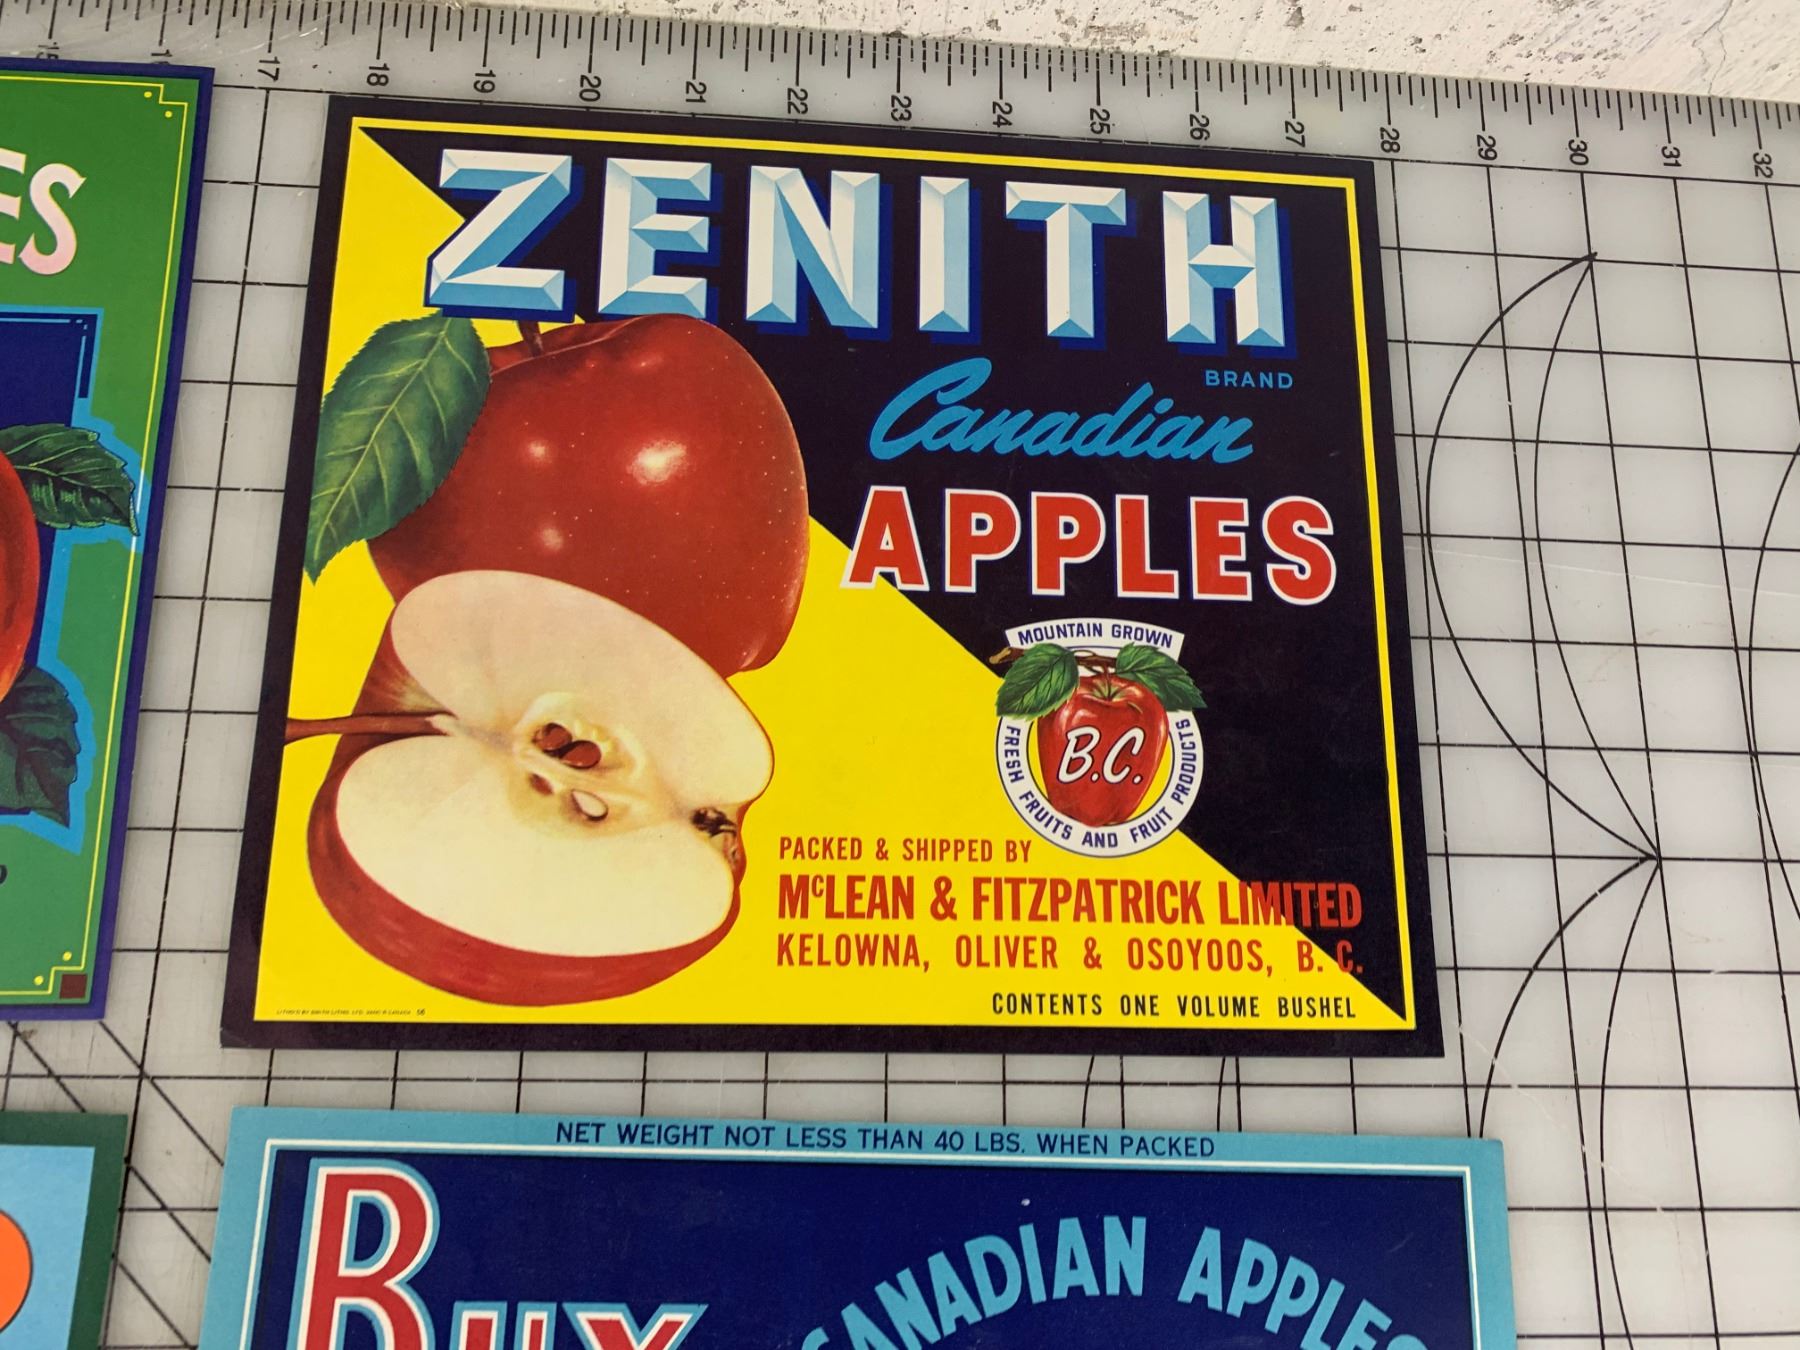 17 18 19 20 21 22 23 24 25 26 27 28 29 30 31 32
ES
ZENITH
BRAND
Canadian
APPLES
MOUNTAIN GROWN
B.C.
FRESH FRUITS AND FRUIT PRODUCTS
PACKED & SHIPPED BY
McLEAN & FITZPATRICK LIMITED
KELOWNA, OLIVER & OSOYOOS, B. C.
CONTENTS ONE VOLUME BUSHEL
NET WEIGHT NOT LESS THAN 40 LBS. WHEN PACKED
CANADIAN APPLES